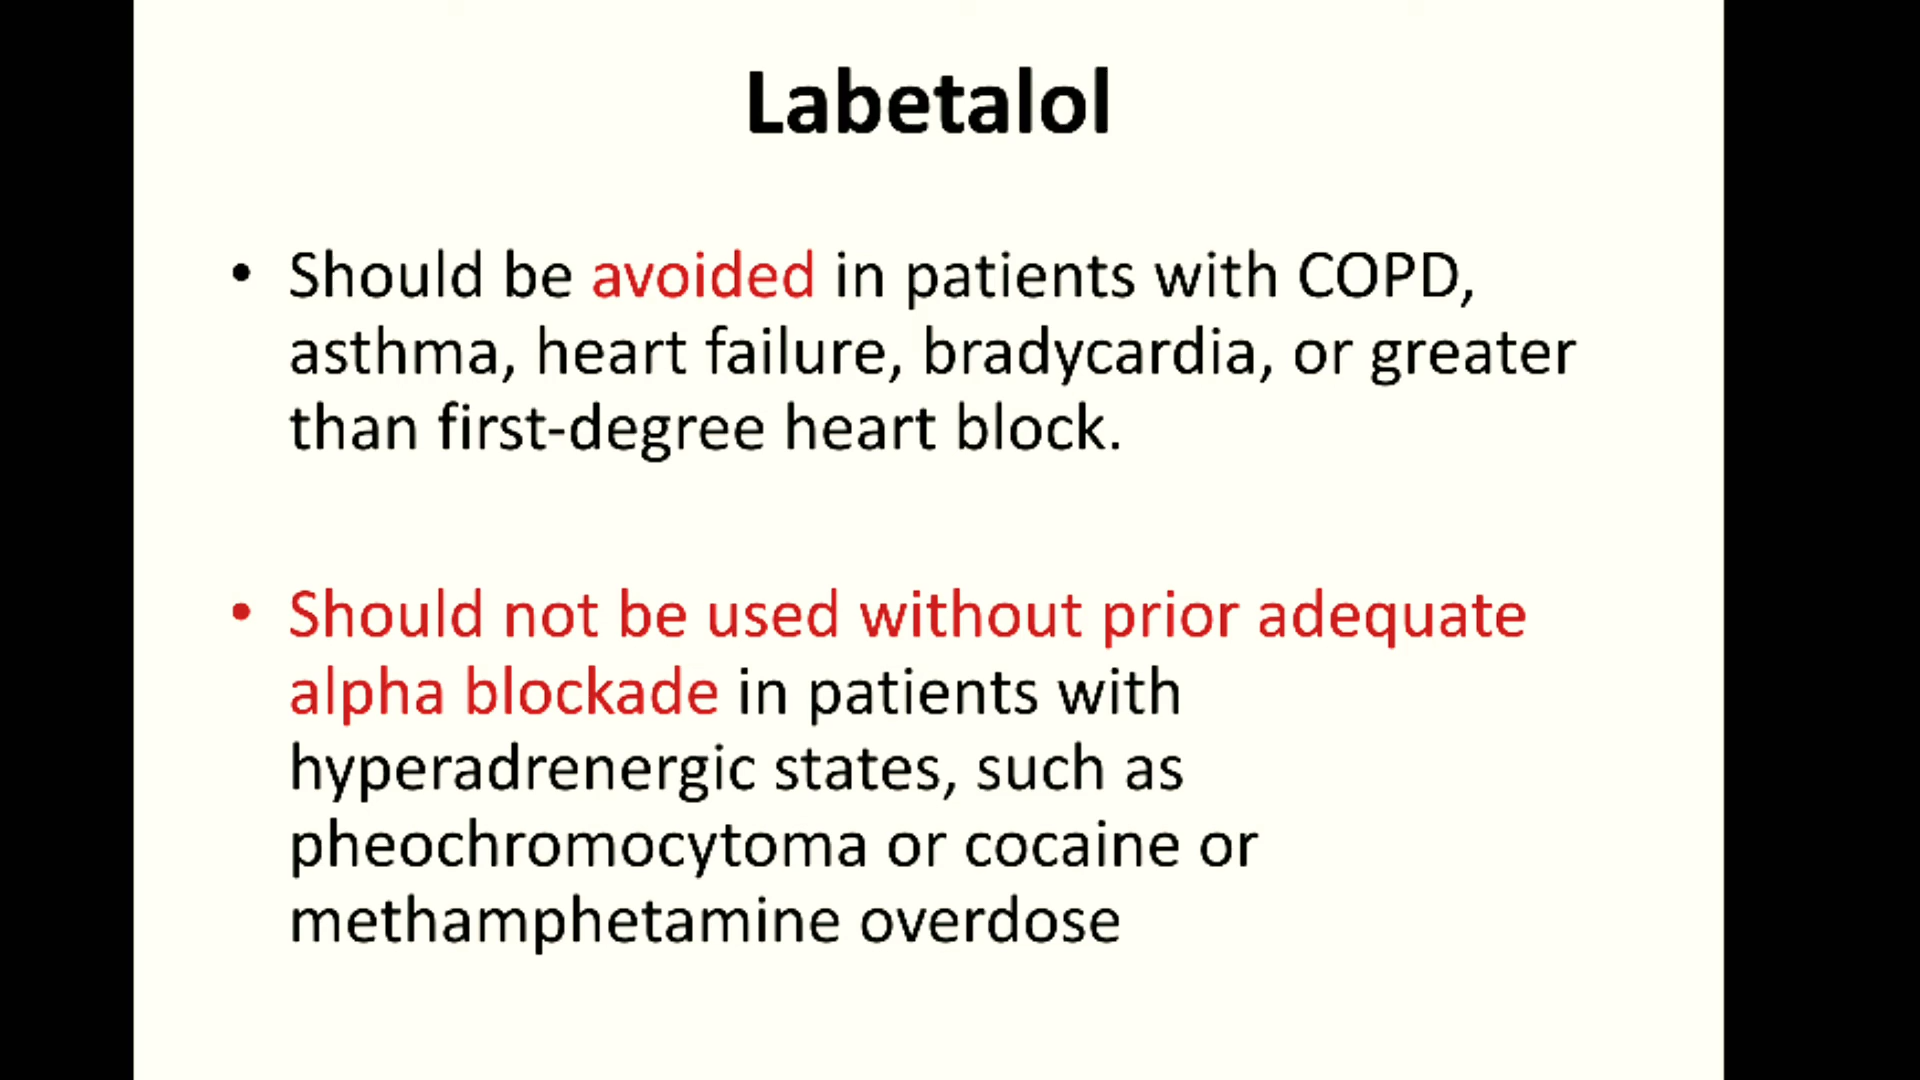 Labetalol
• Should be avoided in patients with COPD,
asthma, heart failure, bradycardia, or greater
than first-degree heart block.
• Should not be used without prior adequate
alpha blockade in patients with
hyperadrenergic states, such as
pheochromocytoma or cocaine or
methamphetamine overdose